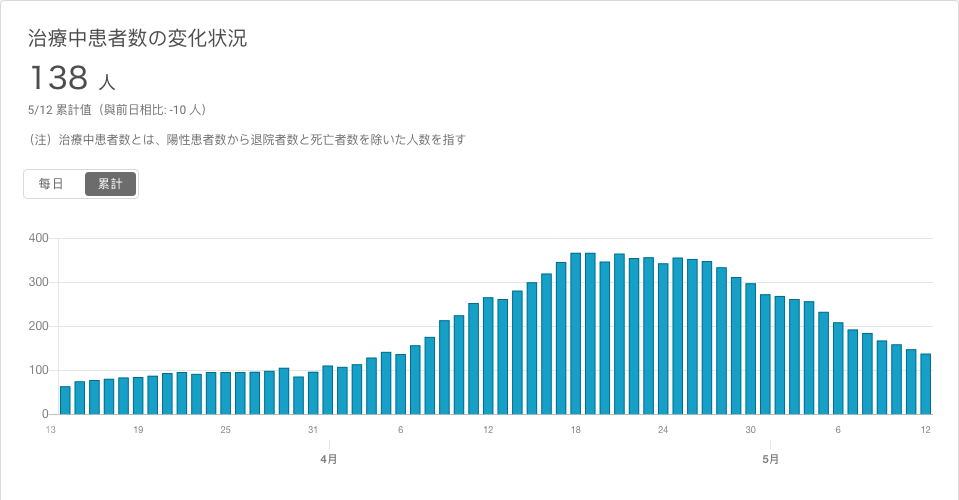 治療中患者数の変化状況
138 人
5/12 累計値（與前日相比: -10 人）
（注）治療中患者数とは、陽性患者数から退院者数と死亡者数を除いた人数を指す
每日 累計
400
300
200
100
0
13 19 25 31 6 12 18 24 30 6 12
4月 5月